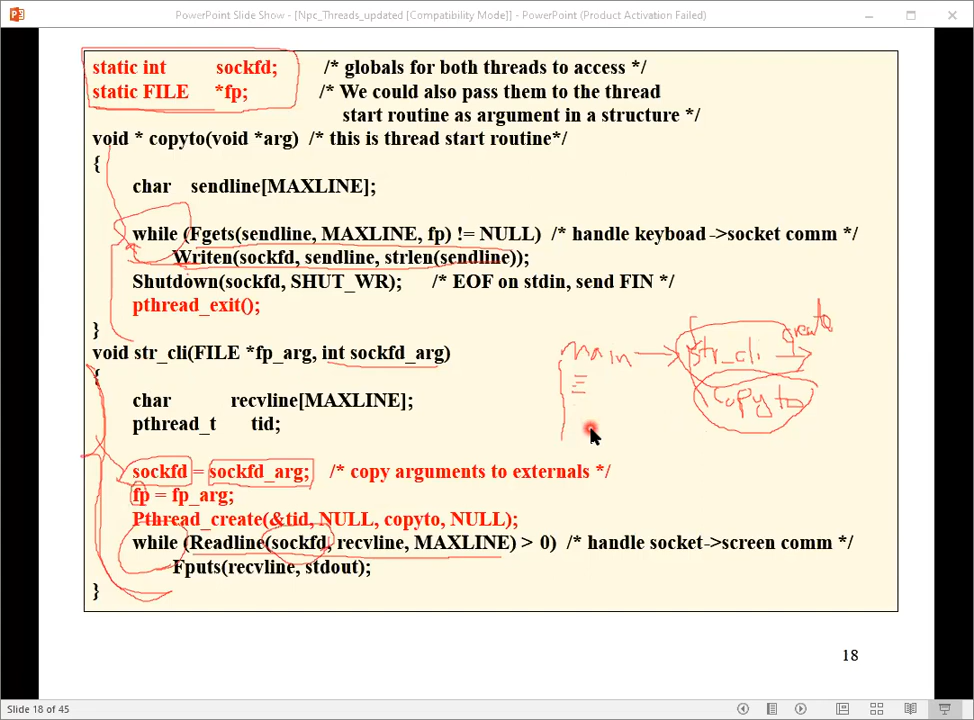 PowerPoint Slide Show - [Npc_Threads_updated [Compatibility Mode]] - PowerPoint (Product Activation Failed)
static int sockfd; /* globals for both threads to access */
static FILE *fp; /* We could also pass them to the thread
start routine as argument in a structure */
void * copyto(void *arg) /* this is thread start routine*/
{
char sendline[MAXLINE];
while (Fgets(sendline, MAXLINE, fp) != NULL) /* handle keyboad->socket comm */
Writen(sockfd, sendline, strlen(sendline));
Shutdown(sockfd, SHUT_WR); /* EOF on stdin, send FIN */
pthread_exit();
}
create
void str_cli(FILE *fp_arg, int sockfd_arg)
main str_cli
{
char recvline[MAXLINE];
copyto
pthread_t tid;
sockfd = sockfd_arg; /* copy arguments to externals */
fp = fp_arg;
Pthread_create(&tid, NULL, copyto, NULL);
while (Readline(sockfd, recvline, MAXLINE) > 0) /* handle socket->screen comm */
Fputs(recvline, stdout);
}
18
Slide 18 of 45